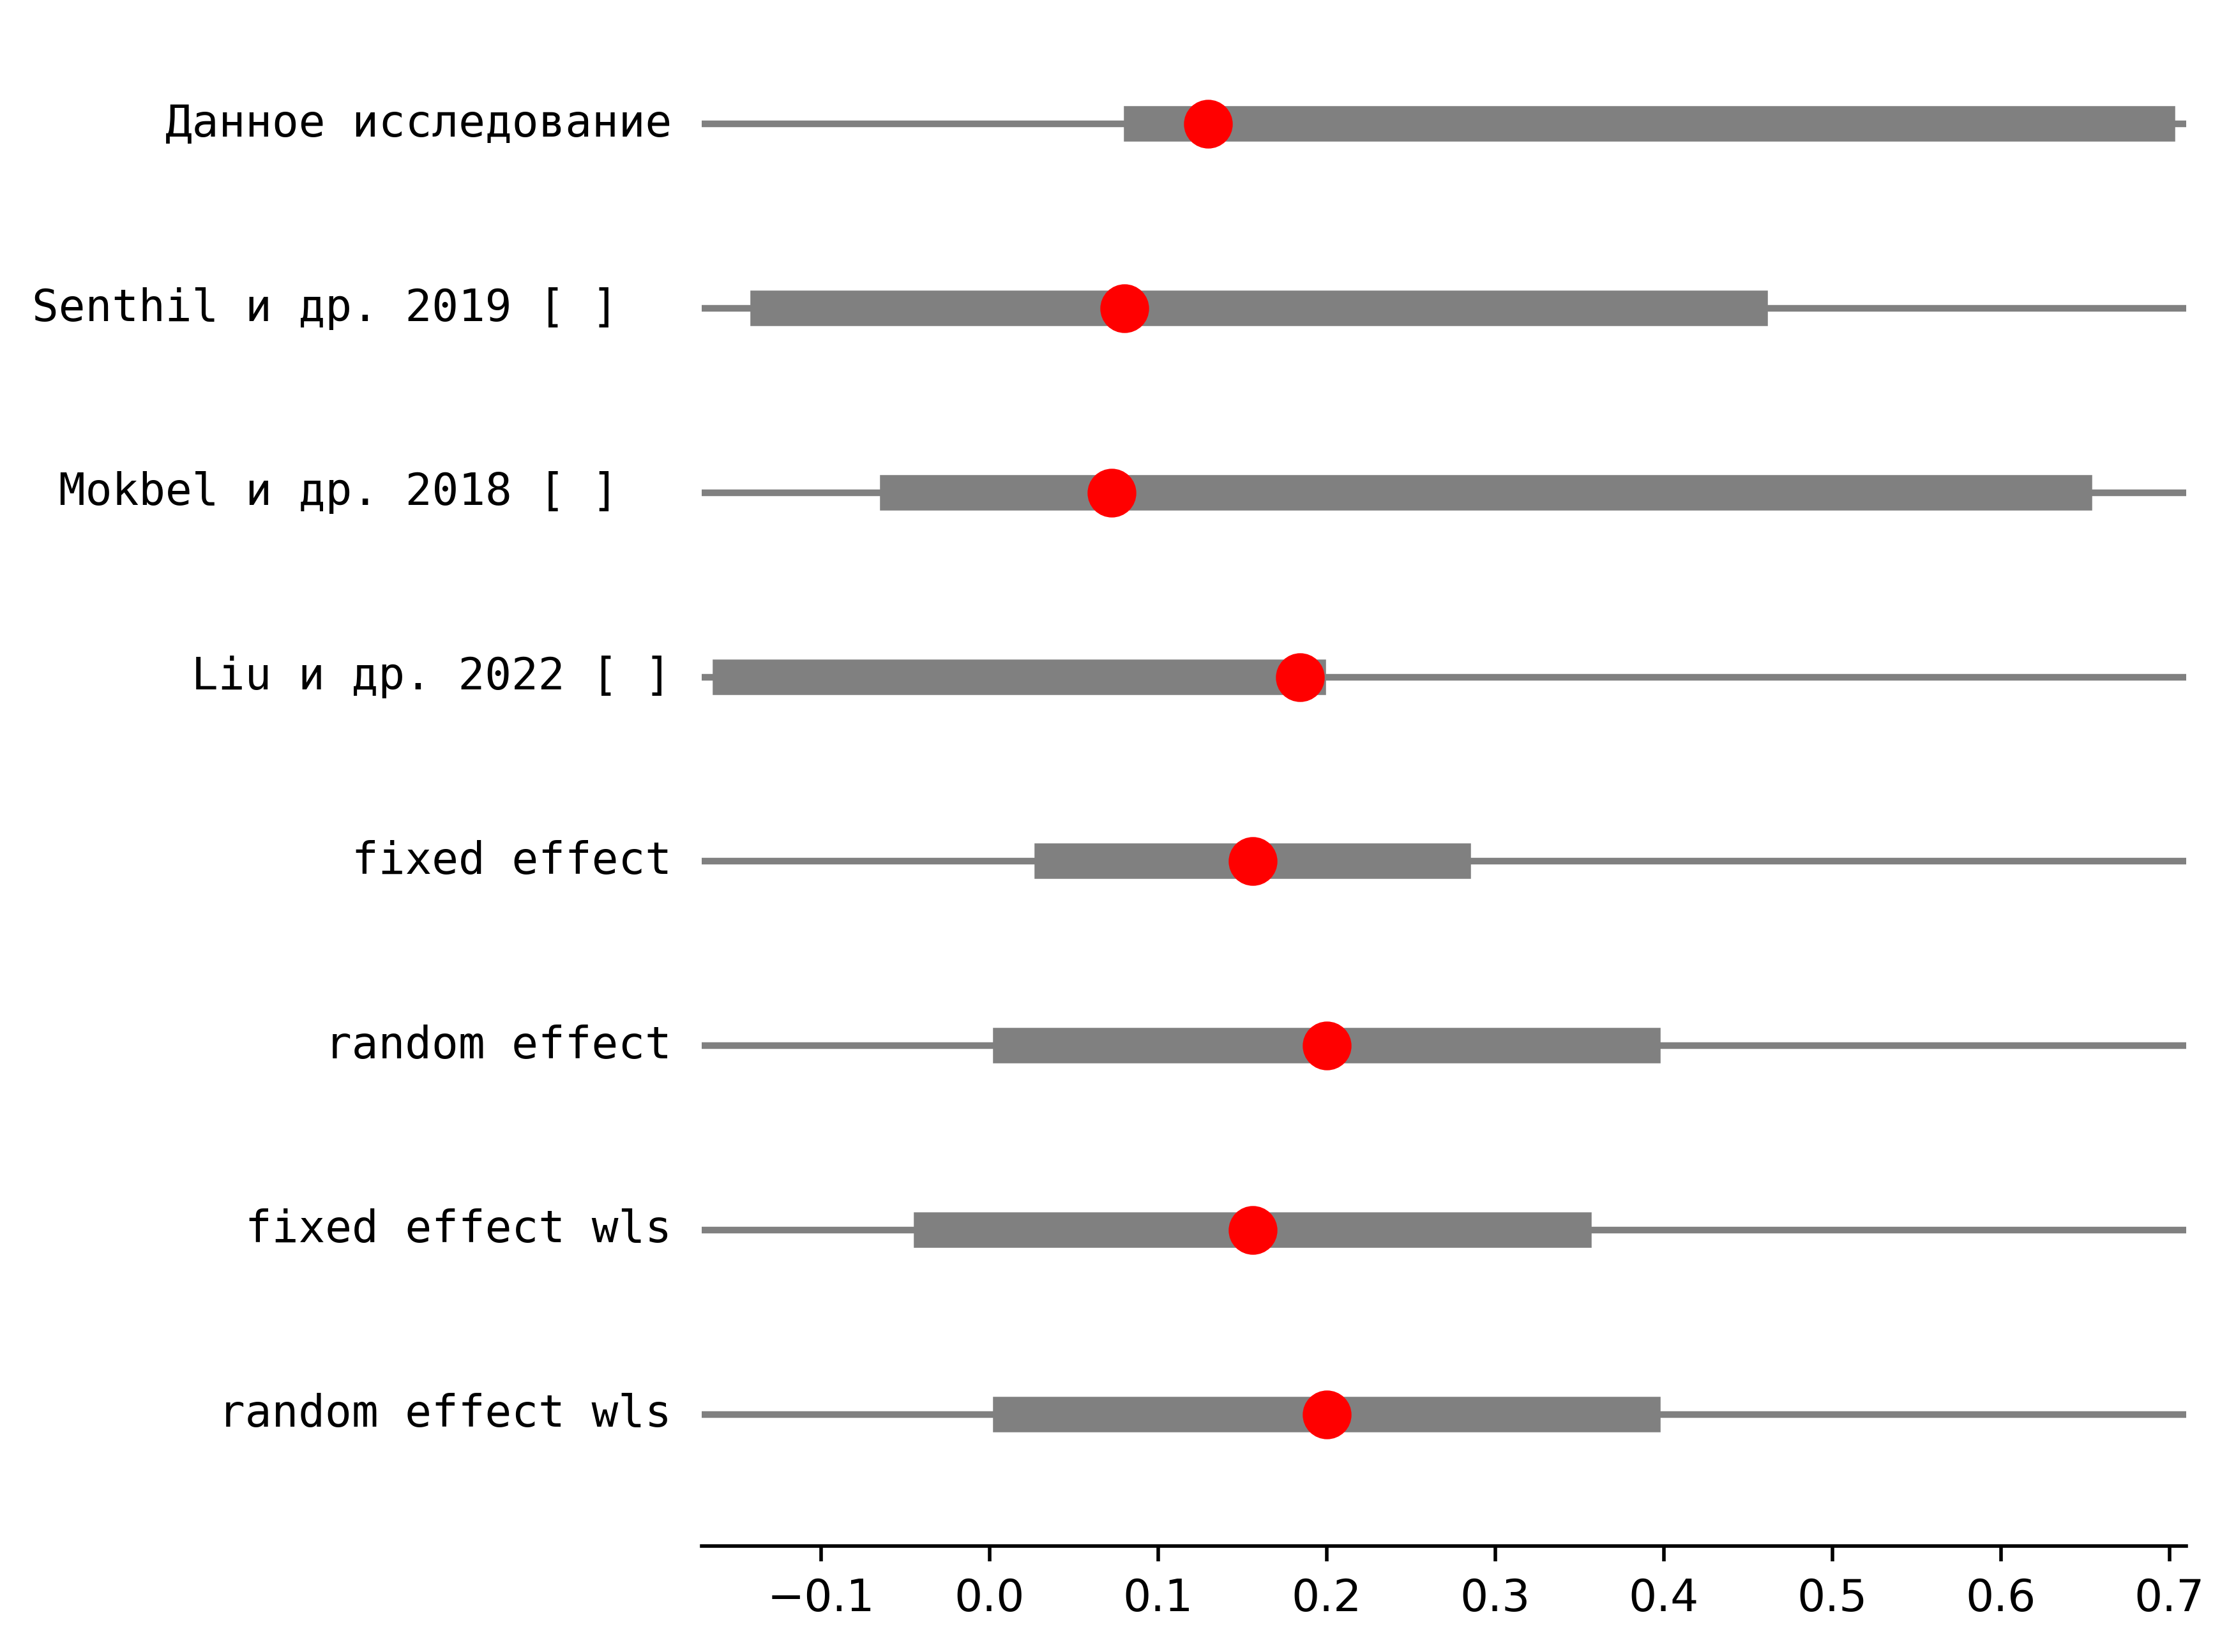 Данное исследование
Senthil и др. 2019 [ ]
Mokbel и др. 2018 [ ]
Liu и др. 2022 [ ]
fixed effect
random effect
fixed effect wls
random effect wls
−0.1 0.0 0.1 0.2 0.3 0.4 0.5 0.6 0.7